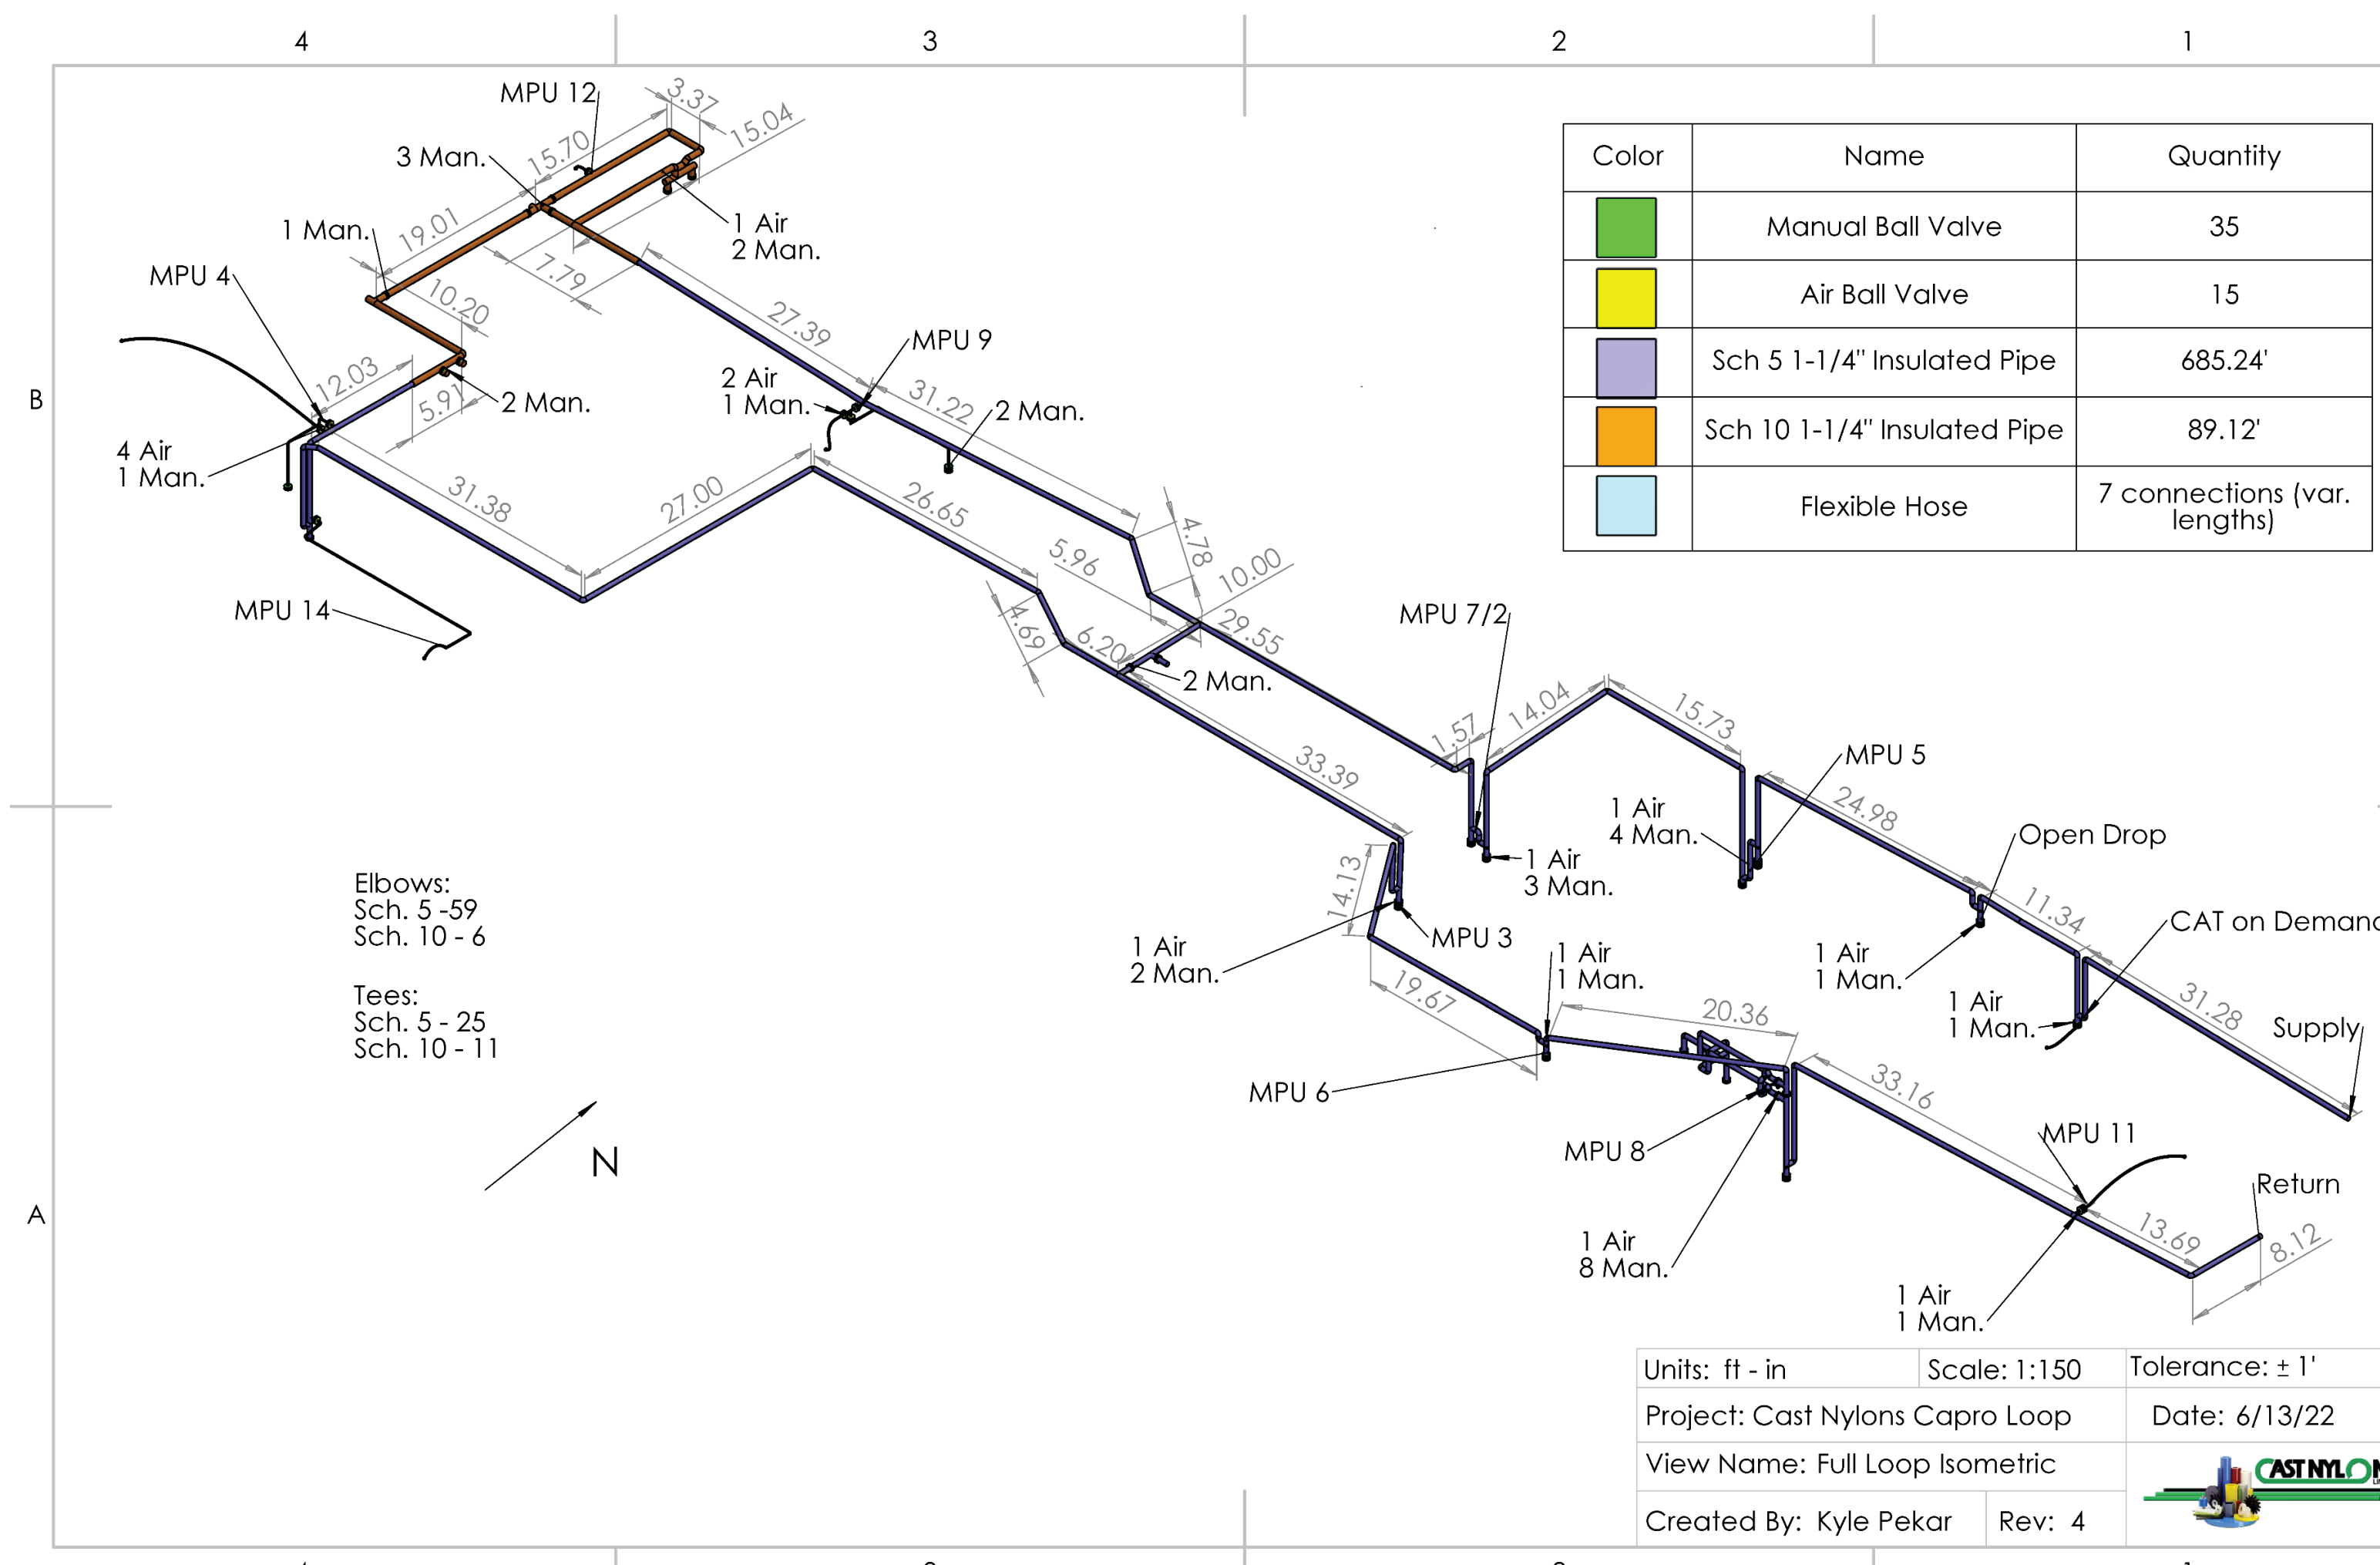 4
3
2
1
B
A
MPU 12
3.37
15.04
15.70
3 Man.
1 Air
2 Man.
19.01
1 Man.
7.79
MPU 4
10.20
27.39
MPU 9
12.03
5.91
2 Man.
2 Air
1 Man.
31.22
2 Man.
4 Air
1 Man.
31.38
27.00
26.65
4.78
5.96
10.00
MPU 14
4.69
6.20
29.55
2 Man.
MPU 7/2
1.57
14.04
15.73
MPU 5
33.39
1 Air
4 Man.
24.98
Open Drop
1 Air
3 Man.
14.13
MPU 3
1 Air
2 Man.
1 Air
1 Man.
1 Air
1 Man.
11.34
CAT on Demand
19.67
20.36
1 Air
1 Man.
31.28
Supply
MPU 6
33.16
MPU 8
MPU 11
Return
1 Air
8 Man.
13.69
8.12
1 Air
1 Man.
Color Name Quantity
Manual Ball Valve 35
Air Ball Valve 15
Sch 5 1-1/4" Insulated Pipe 685.24'
Sch 10 1-1/4" Insulated Pipe 89.12'
Flexible Hose 7 connections (var.
lengths)
Elbows:
Sch. 5 -59
Sch. 10 - 6
Tees:
Sch. 5 - 25
Sch. 10 - 11
N
Units: ft - in Scale: 1:150 Tolerance: ± 1'
Project: Cast Nylons Capro Loop Date: 6/13/22
View Name: Full Loop Isometric
Created By: Kyle Pekar Rev: 4
CAST NYLON